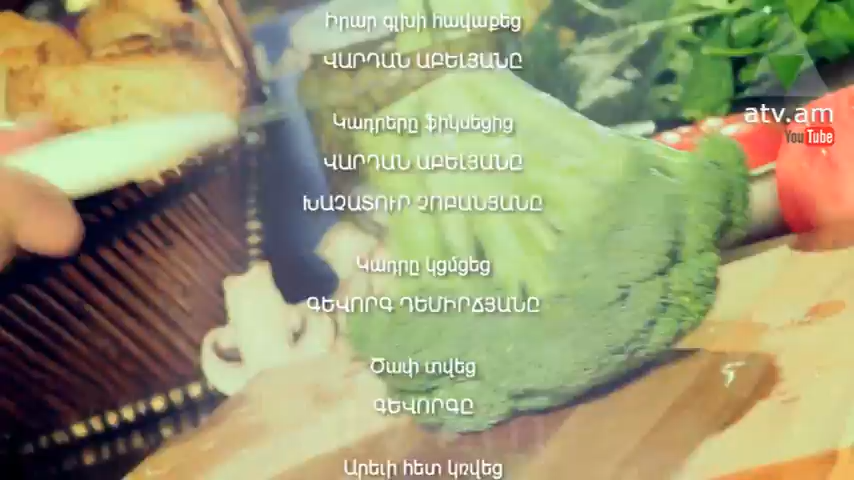 Իրար գլխի հավաքեց
ՎԱՐԴԱՆ ԱԲԵԼՅԱՆԸ
Կադրերը ֆիկսեցից
ՎԱՐԴԱՆ ԱԲԵԼՅԱՆԸ
ԽԱՉԱՏՈՒՐ ՉՈԲԱՆՅԱՆԸ
Կադրը կցմցեց
ԳԵՎՈՐԳ ԴԵՄԻՐՃՅԱՆԸ
Ծափ տվեց
ԳԵՎՈՐԳԸ
Արեւի հետ կռվեց
atv.am
YouTube